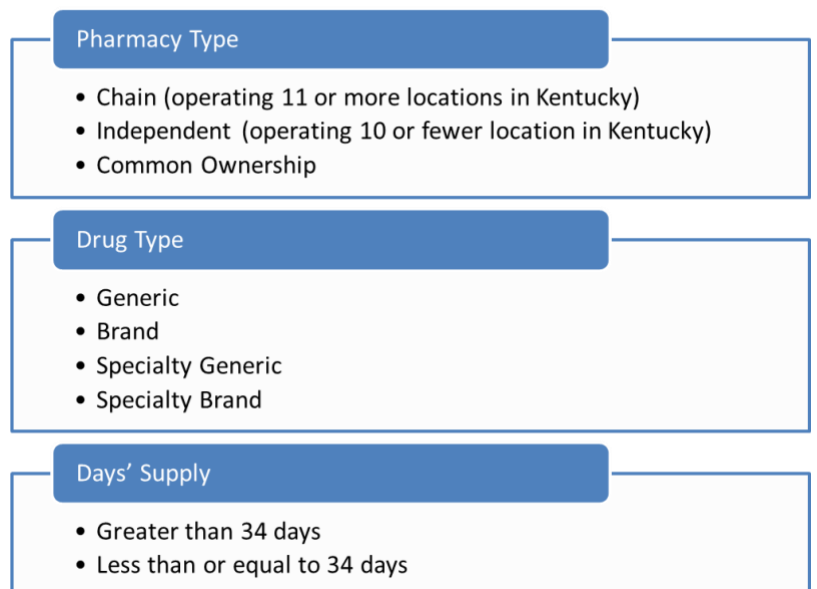 Pharmacy Type
• Chain (operating 11 or more locations in Kentucky)
• Independent (operating 10 or fewer location in Kentucky)
• Common Ownership
Drug Type
• Generic
• Brand
• Specialty Generic
• Specialty Brand
Days’ Supply
• Greater than 34 days
• Less than or equal to 34 days